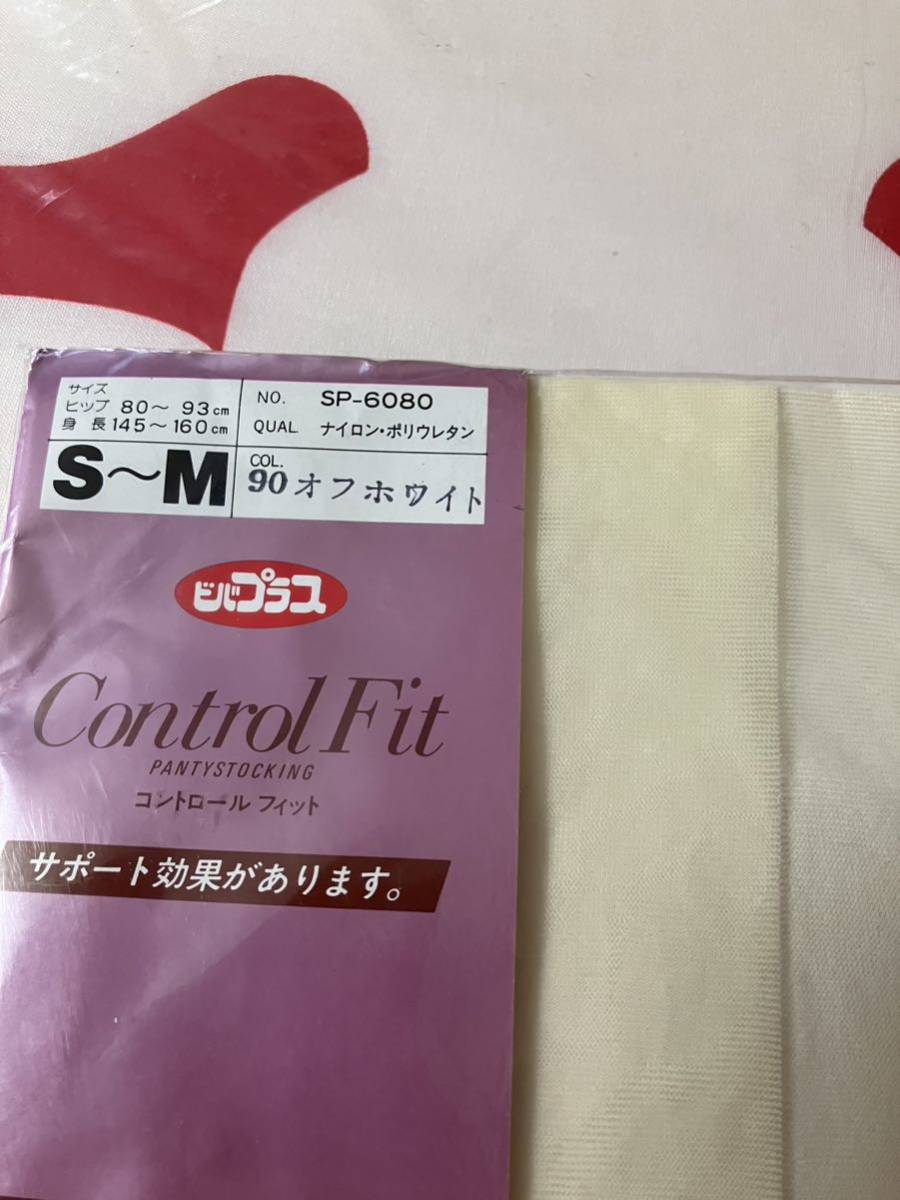 サイズ
ヒップ 80〜 93cm
身 長 145〜160cm
S〜M
NO. SP-6080
QUAL. ナイロン・ポリウレタン
COL.
90オフホワイト
ビバプラス
Control Fit
PANTYSTOCKING
コントロール フィット
サポート効果があります。